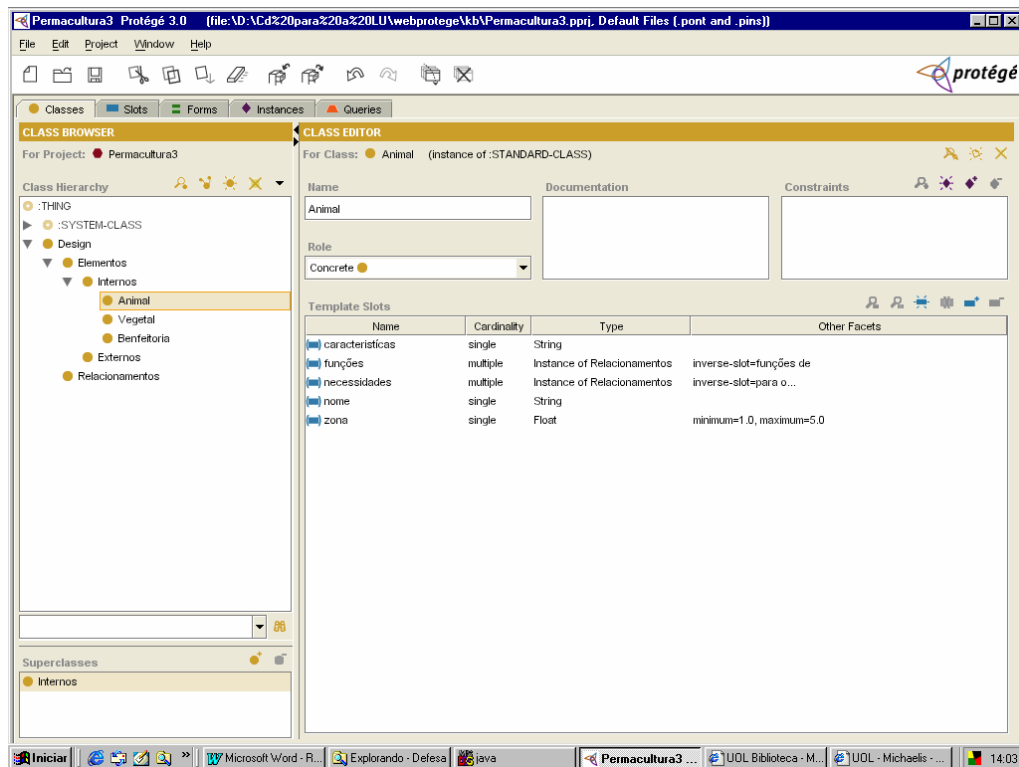 Permacultura3 Protégé 3.0 (file:\D:\Cd%20para%20a%20LU\webprotege\kb\Permacultura3.pprj, Default Files (.pont and .pins))
File Edit Project Window Help
protégé
Classes Slots Forms Instances Queries
CLASS BROWSER
For Project: Permacultura3
Class Hierarchy
:THING
:SYSTEM-CLASS
Design
Elementos
Internos
Animal
Vegetal
Benfeitoria
Externos
Relacionamentos
Superclasses
Internos
CLASS EDITOR
For Class: Animal (instance of :STANDARD-CLASS)
Name Documentation Constraints
Animal
Role
Concrete
Template Slots
Name Cardinality Type Other Facets
características single String
funções multiple Instance of Relacionamentos inverse-slot=funções de
necessidades multiple Instance of Relacionamentos inverse-slot=para o...
nome single String
zona single Float minimum=1.0, maximum=5.0
Iniciar » Microsoft Word - R... Explorando - Defesa java Permacultura3 ... UOL Biblioteca - M... UOL - Michaelis - ... 14:03